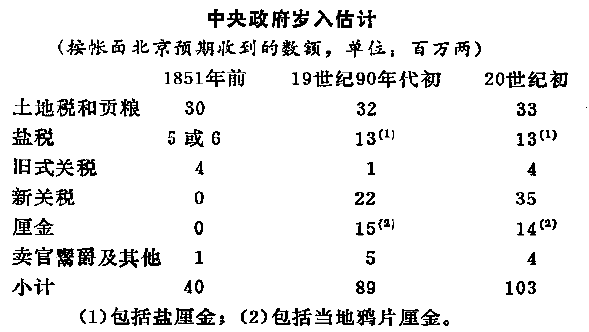 中央政府岁入估计
(按帐面北京预期收到的数额，单位：百万两)
1851年前 19世纪90年代初 20世纪初
土地税和贡粮 30 32 33
盐税 5 或 6 13(1) 13(1)
旧式关税 4 1 4
新关税 0 22 35
厘金 0 15(2) 14(2)
卖官鬻爵及其他 1 5 4
小计 40 89 103
(1)包括盐厘金；(2)包括当地鸦片厘金。